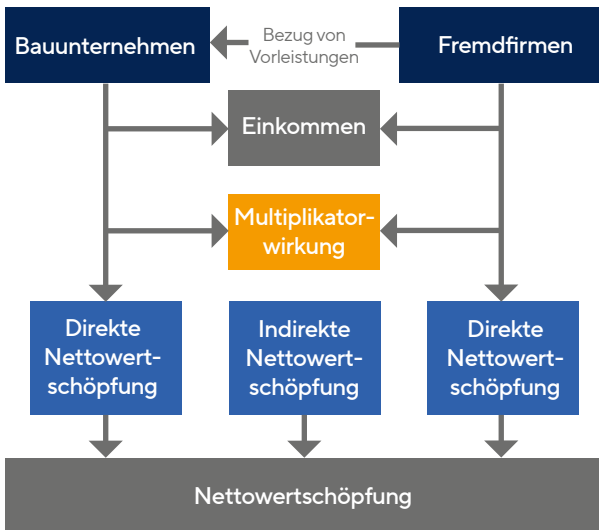 Bauunternehmen
Bezug von
Vorleistungen
Fremdfirmen
Einkommen
Multiplikator-
wirkung
Direkte
Nettowert-
schöpfung
Indirekte
Nettowert-
schöpfung
Direkte
Nettowert-
schöpfung
Nettowertschöpfung